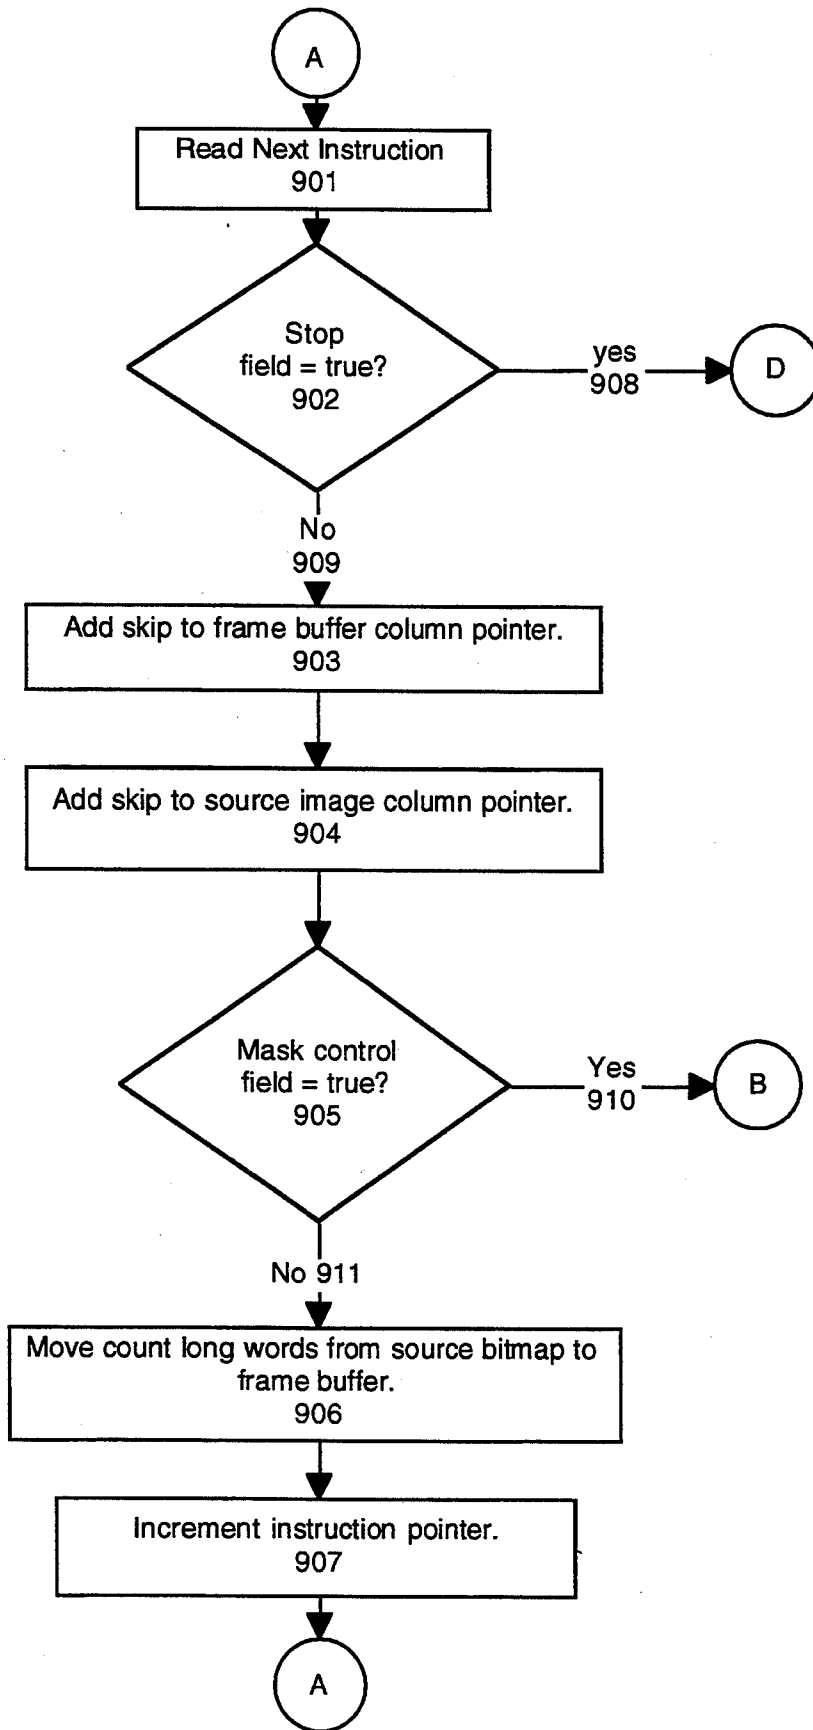 A
Read Next Instruction
901
Stop
field = true?
902
yes
908
D
No
909
Add skip to frame buffer column pointer.
903
Add skip to source image column pointer.
904
Mask control
field = true?
905
Yes
910
B
No 911
Move count long words from source bitmap to
frame buffer.
906
Increment instruction pointer.
907
A